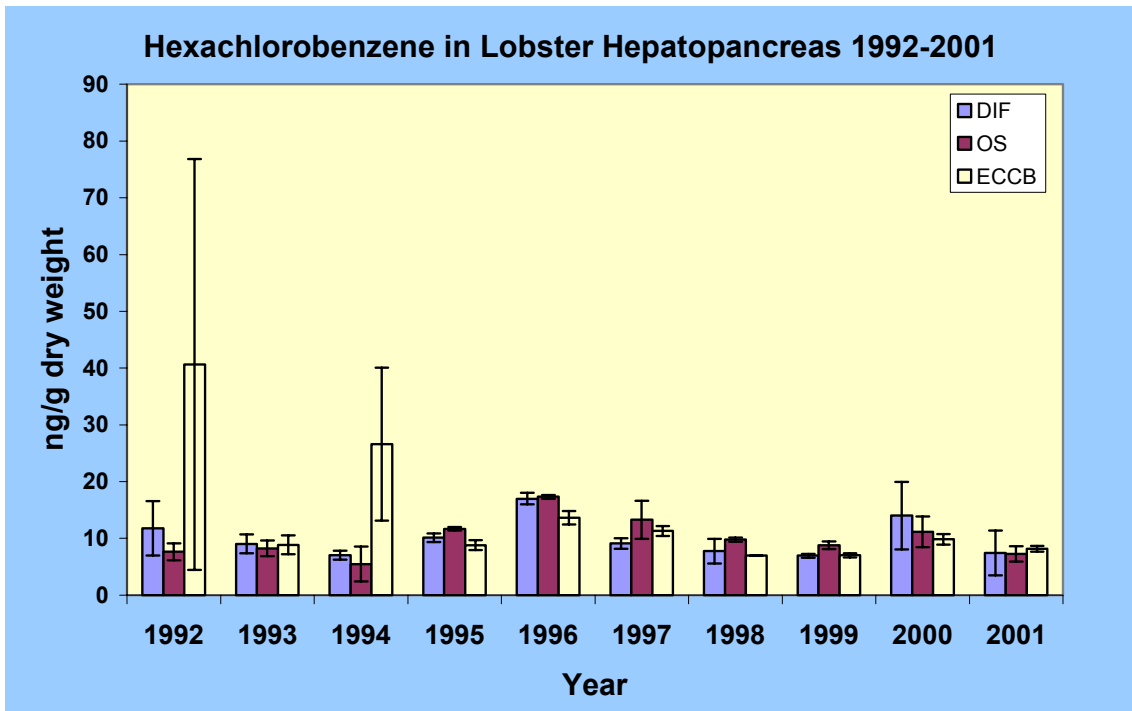 Hexachlorobenzene in Lobster Hepatopancreas 1992-2001
90
80
70
60
50
40
30
20
10
0
ng/g dry weight
DIF
OS
ECCB
1992 1993 1994 1995 1996 1997 1998 1999 2000 2001
Year